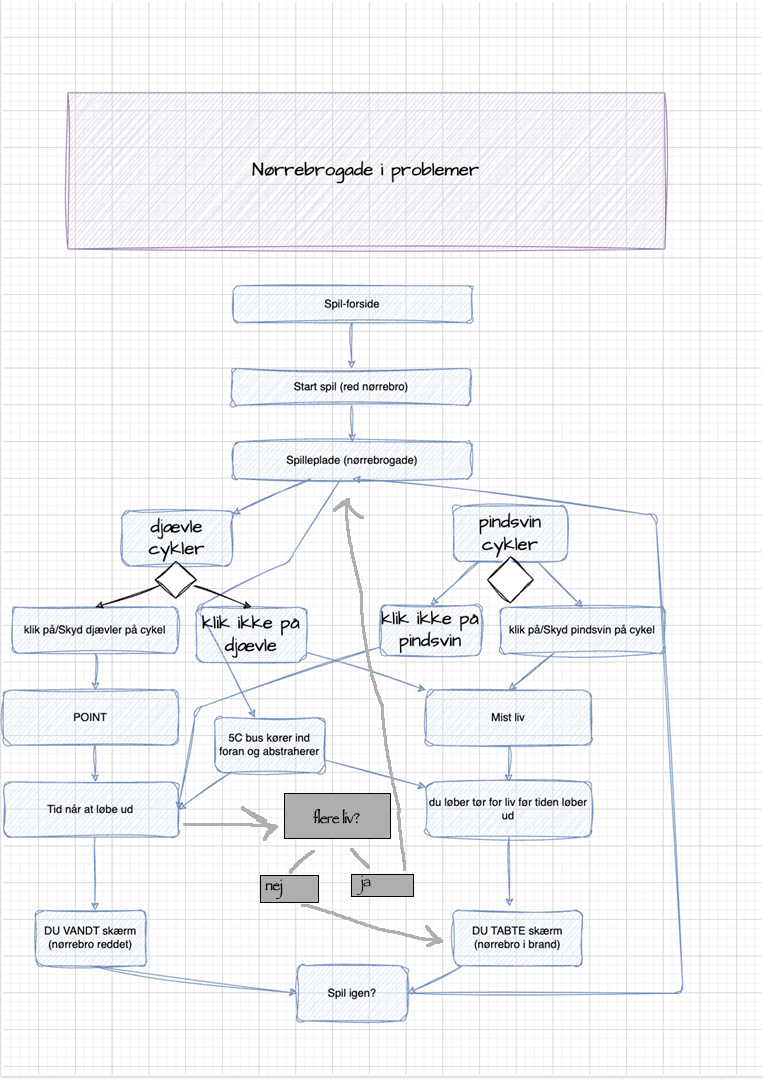 Nørrebrogade i problemer
Spil-forside
Start spil (red nørrebro)
Spilleplade (nørrebrogade)
djævle
cykler
pindsvin
cykler
klik på/Skyd djævler på cykel
klik ikke på
djævle
klik ikke på
pindsvin
klik på/Skyd pindsvin på cykel
POINT
5C bus kører ind
foran og abstraherer
Mist liv
Tid når at løbe ud
flere liv?
du løber tør for liv før tiden løber
ud
nej
ja
DU VANDT skærm
(nørrebro reddet)
DU TABTE skærm
(nørrebro i brand)
Spil igen?